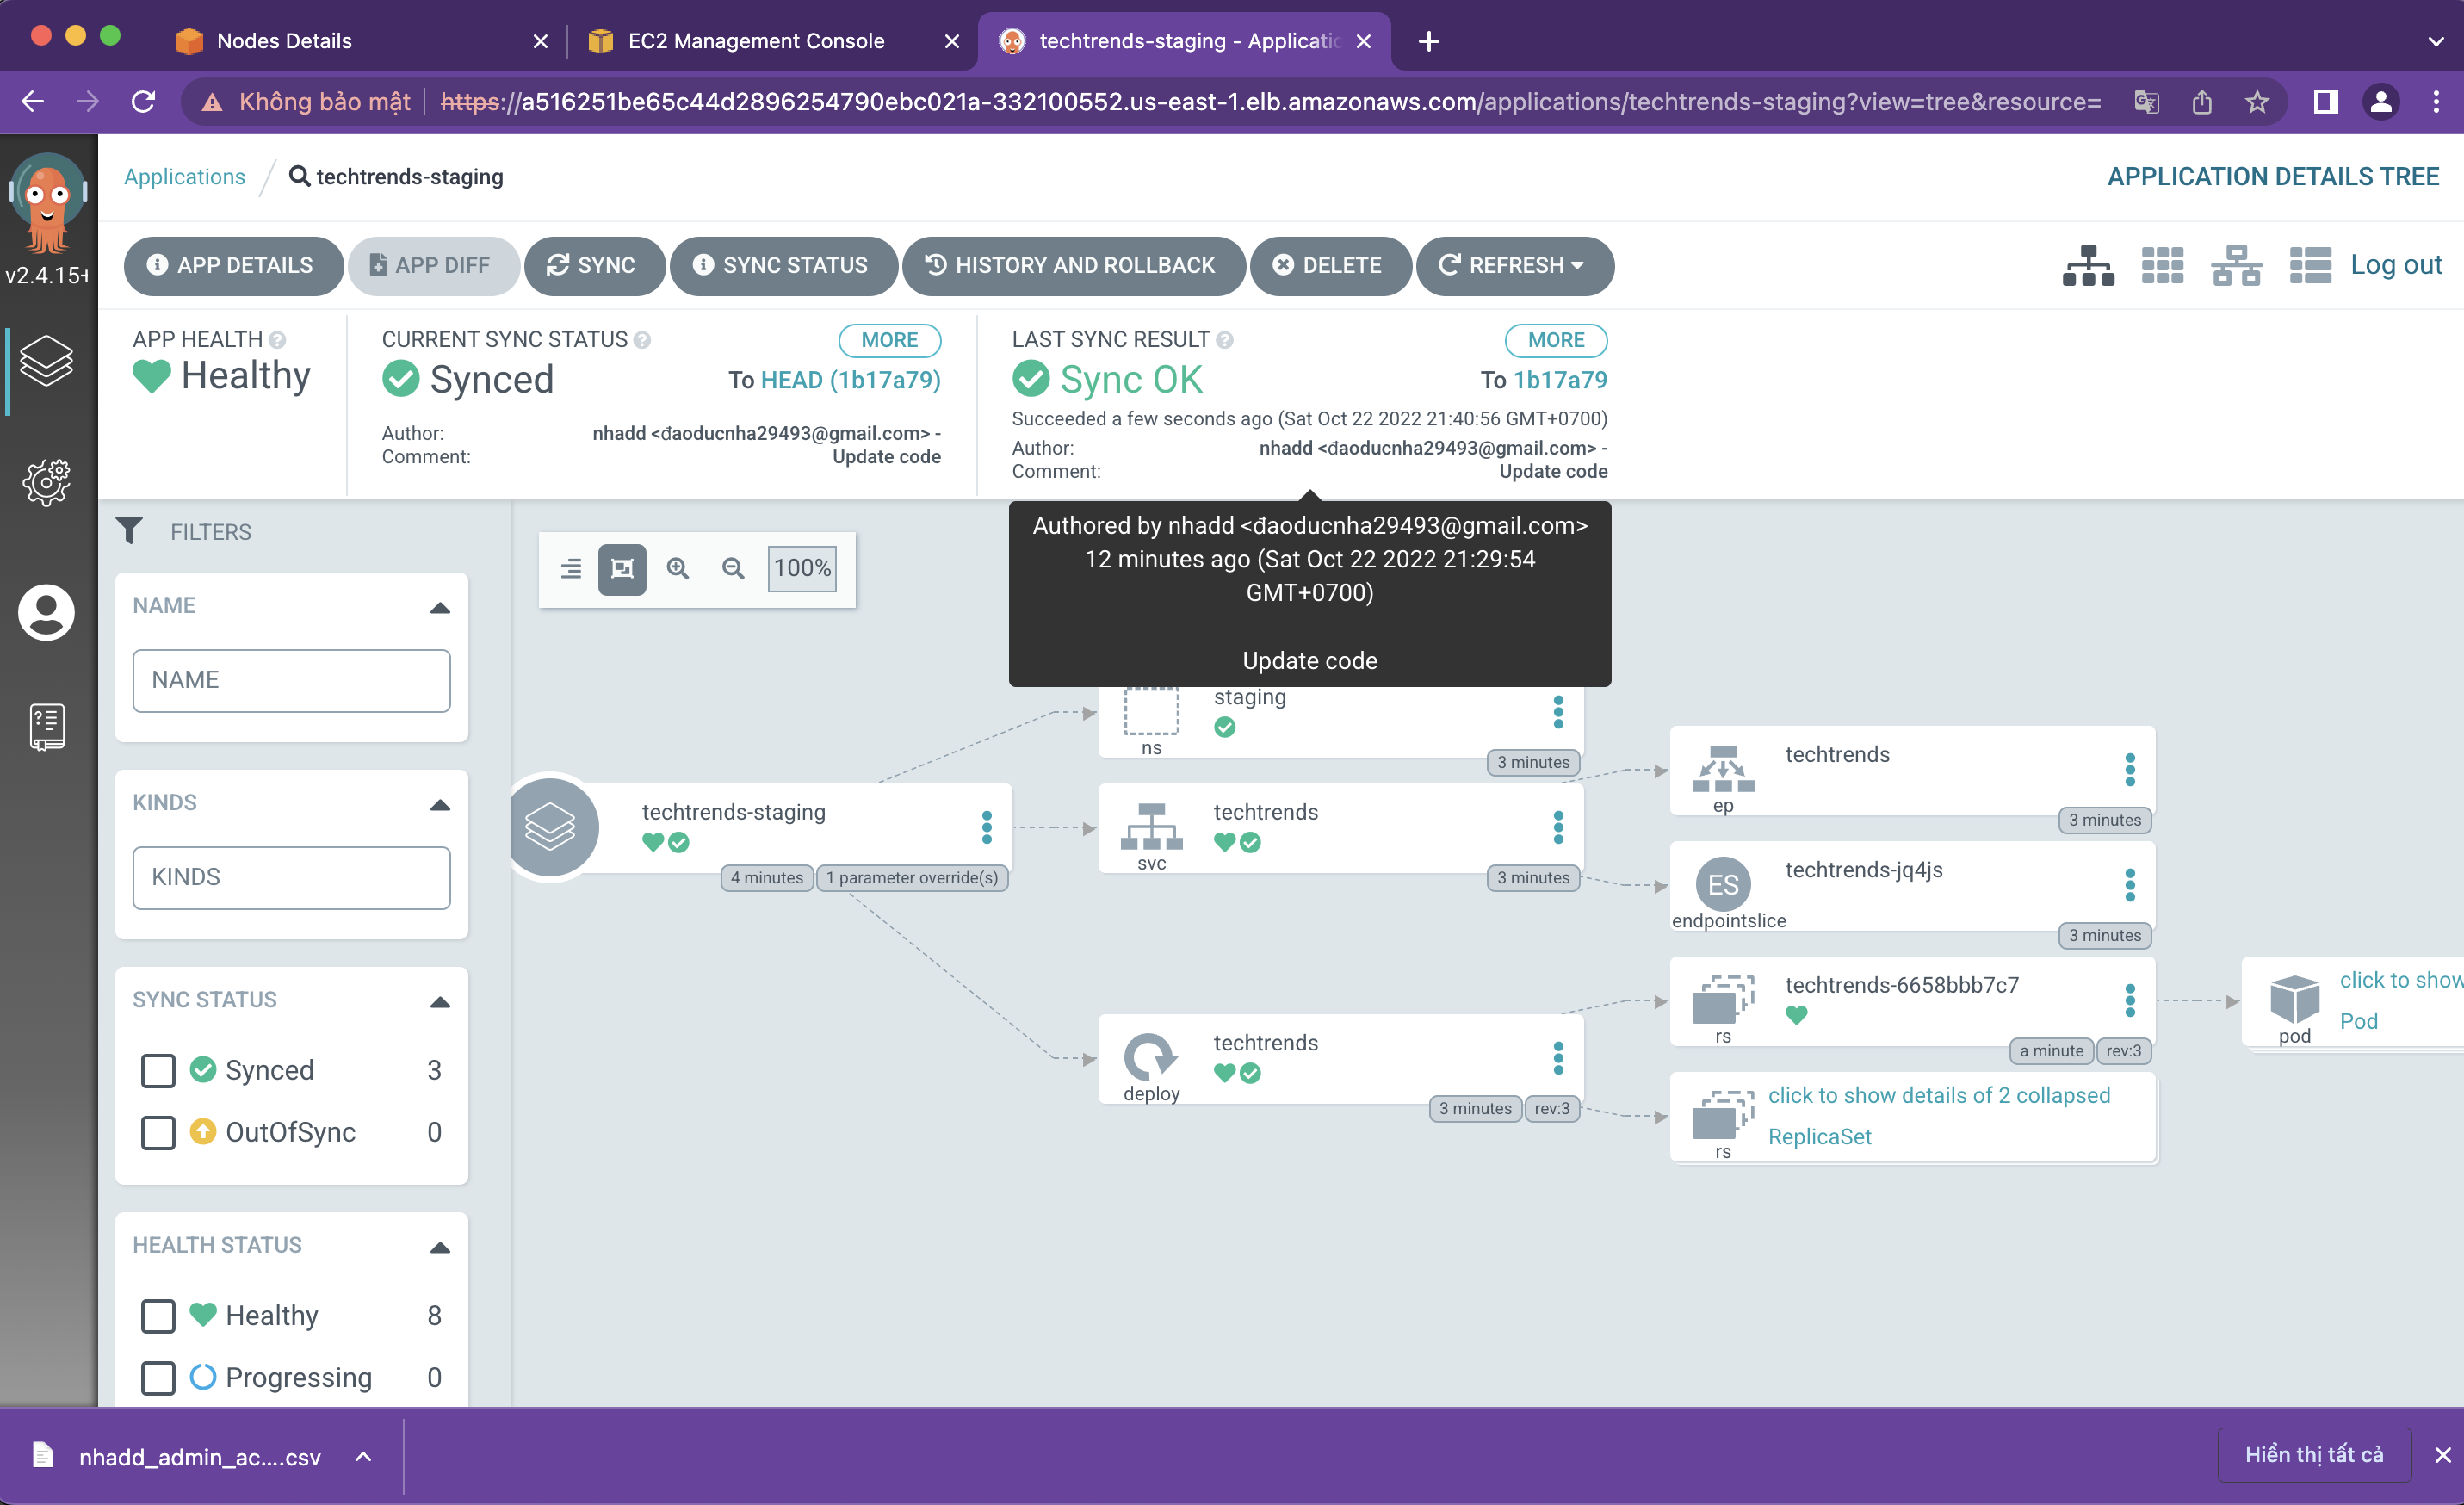 Nodes Details
EC2 Management Console
techtrends-staging - Applicatic
Không bảo mật
https://a516251be65c44d2896254790ebc021a-332100552.us-east-1.elb.amazonaws.com/applications/techtrends-staging?view=tree&resource=
v2.4.15+
Applications
techtrends-staging
APPLICATION DETAILS TREE
APP DETAILS
APP DIFF
SYNC
SYNC STATUS
HISTORY AND ROLLBACK
DELETE
REFRESH
Log out
APP HEALTH
Healthy
CURRENT SYNC STATUS
MORE
Synced
To HEAD (1b17a79)
Author:
nhadd <đaoducnha29493@gmail.com> -
Comment:
Update code
LAST SYNC RESULT
MORE
Sync OK
To 1b17a79
Succeeded a few seconds ago (Sat Oct 22 2022 21:40:56 GMT+0700)
Author:
nhadd <đaoducnha29493@gmail.com> -
Comment:
Update code
Authored by nhadd <đaoducnha29493@gmail.com>
12 minutes ago (Sat Oct 22 2022 21:29:54
GMT+0700)
Update code
FILTERS
NAME
NAME
KINDS
KINDS
SYNC STATUS
Synced 3
OutOfSync 0
HEALTH STATUS
Healthy 8
Progressing 0
100%
techtrends-staging
4 minutes
1 parameter override(s)
staging
ns
3 minutes
techtrends
svc
3 minutes
techtrends
deploy
3 minutes
rev:3
techtrends
ep
3 minutes
ES
techtrends-jq4js
endpointslice
3 minutes
techtrends-6658bbb7c7
rs
a minute
rev:3
click to show details of 2 collapsed
ReplicaSet
rs
click to show
Pod
pod
nhadd_admin_ac....csv
Hiển thị tất cả